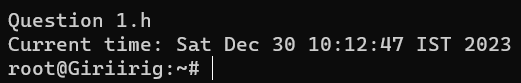 Question 1.h
Current time: Sat Dec 30 10:12:47 IST 2023
root@Giriirig:~#